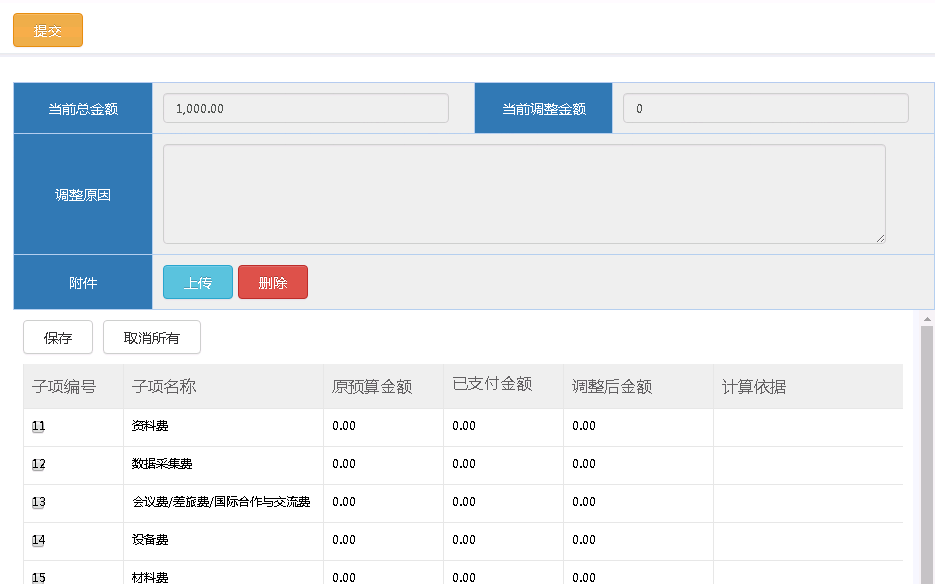 提交
当前总金额 1,000.00 当前调整金额 0
调整原因
附件 上传 删除
保存 取消所有
子项编号 子项名称 原预算金额 已支付金额 调整后金额 计算依据
11 资料费 0.00 0.00 0.00
12 数据采集费 0.00 0.00 0.00
13 会议费/差旅费/国际合作与交流费 0.00 0.00 0.00
14 设备费 0.00 0.00 0.00
15 材料费 0.00 0.00 0.00